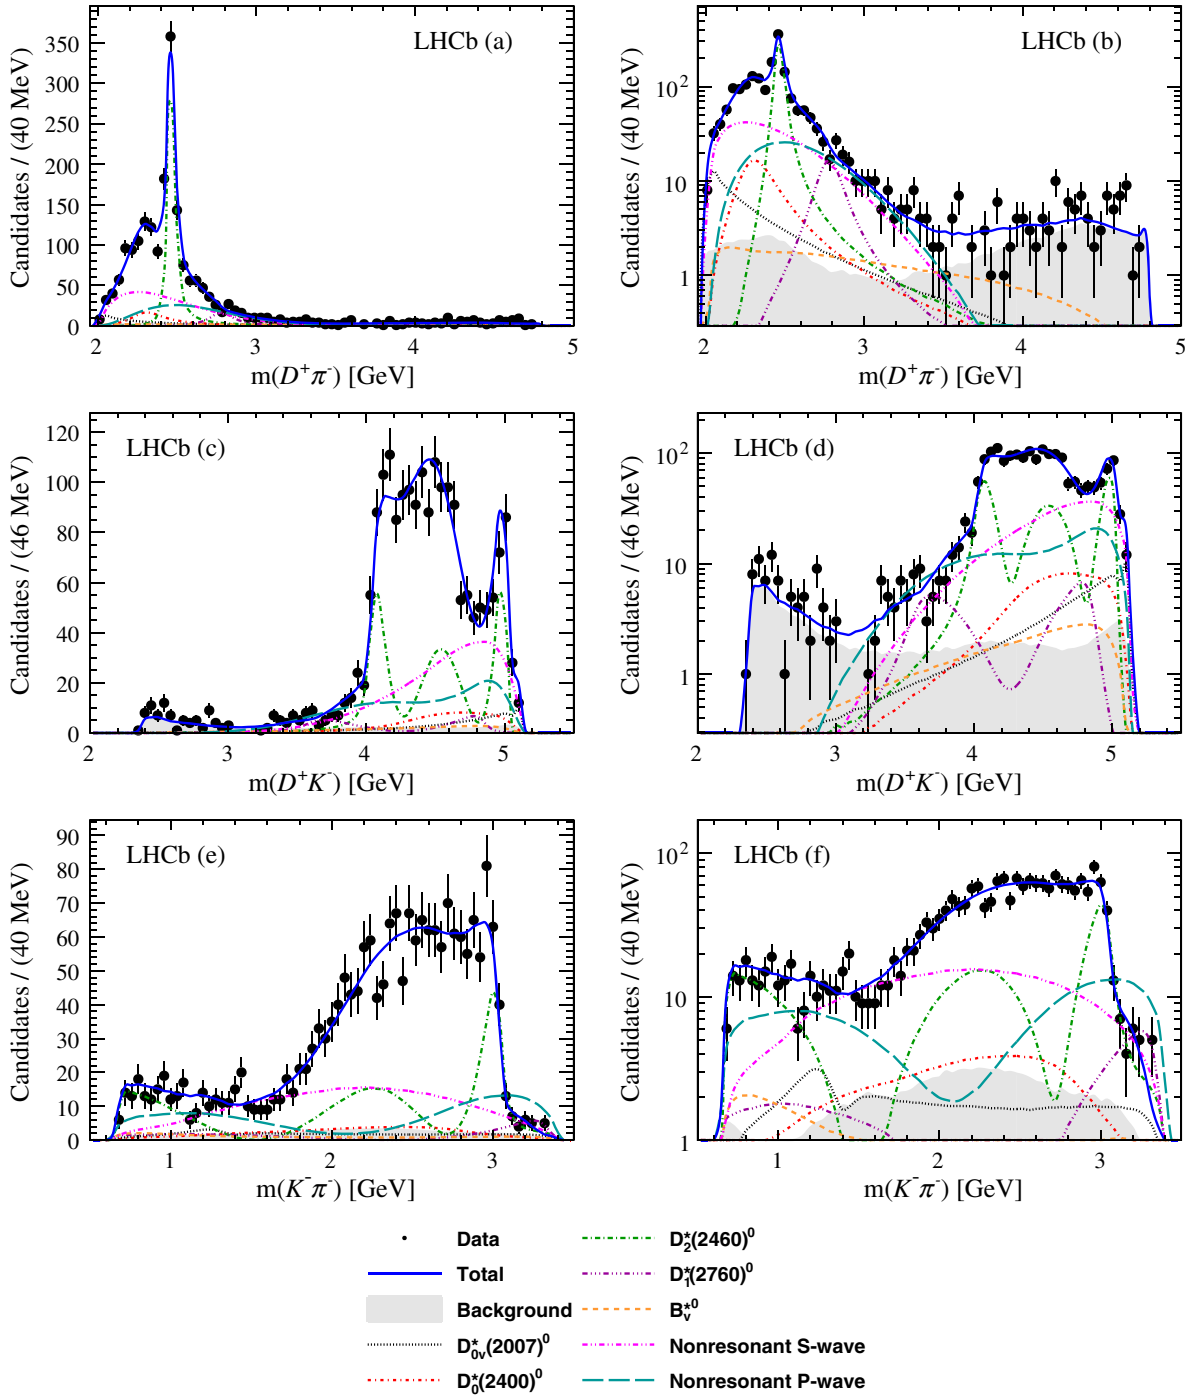 LHCb (a)
Candidates / (40 MeV)
350
300
250
200
150
100
50
0
2 3 4 5
m(D⁺π⁻) [GeV]
LHCb (b)
Candidates / (40 MeV)
10²
10
1
2 3 4 5
m(D⁺π⁻) [GeV]
LHCb (c)
Candidates / (46 MeV)
120
100
80
60
40
20
0
2 3 4 5
m(D⁺K⁻) [GeV]
LHCb (d)
Candidates / (46 MeV)
10²
10
1
2 3 4 5
m(D⁺K⁻) [GeV]
LHCb (e)
Candidates / (40 MeV)
90
80
70
60
50
40
30
20
10
0
1 2 3
m(K⁻π⁻) [GeV]
LHCb (f)
Candidates / (40 MeV)
10²
10
1
1 2 3
m(K⁻π⁻) [GeV]
Data
Total
Background
D*₀ᵥ(2007)⁰
D*₀(2400)⁰
D*₂(2460)⁰
D*₁(2760)⁰
B*ᵥ⁰
Nonresonant S-wave
Nonresonant P-wave